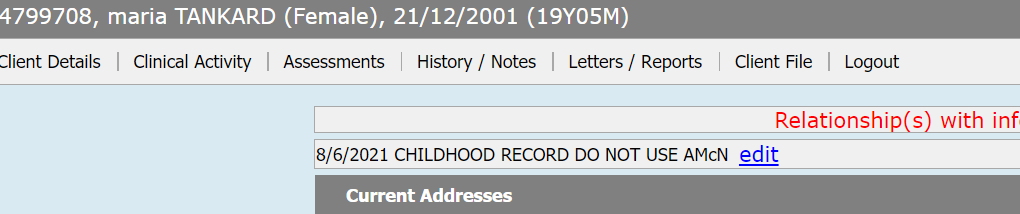 4799708, maria TANKARD (Female), 21/12/2001 (19Y05M)
Client Details | Clinical Activity | Assessments | History / Notes | Letters / Reports | Client File | Logout
Relationship(s) with inf
8/6/2021 CHILDHOOD RECORD DO NOT USE AMcN edit
Current Addresses